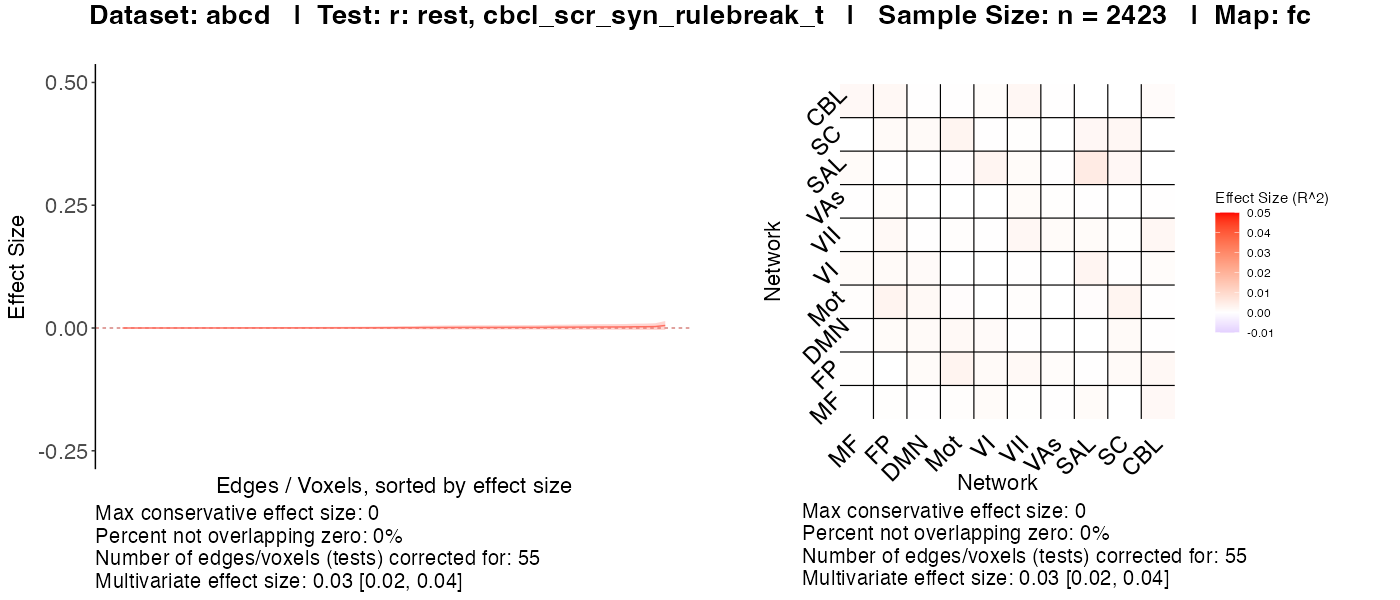 Dataset: abcd | Test: r: rest, cbcl_scr_syn_rulebreak_t | Sample Size: n = 2423 | Map: fc
0.50
0.25
0.00
-0.25
Effect Size
Edges / Voxels, sorted by effect size
Max conservative effect size: 0
Percent not overlapping zero: 0%
Number of edges/voxels (tests) corrected for: 55
Multivariate effect size: 0.03 [0.02, 0.04]
CBL
SC
SAL
VAs
VII
VI
Mot
DMN
FP
MF
Network
MF FP DMN Mot VI VII VAs SAL SC CBL
Network
Effect Size (R^2)
0.05
0.04
0.03
0.02
0.01
0.00
-0.01
Max conservative effect size: 0
Percent not overlapping zero: 0%
Number of edges/voxels (tests) corrected for: 55
Multivariate effect size: 0.03 [0.02, 0.04]